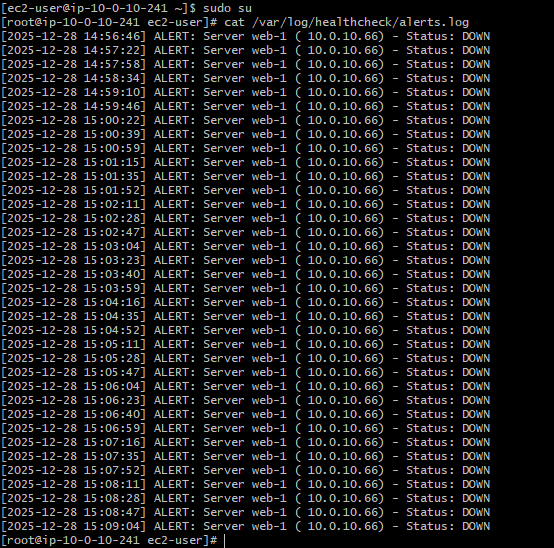 [ec2-user@ip-10-0-10-241 ~]$ sudo su
[root@ip-10-0-10-241 ec2-user]# cat /var/log/healthcheck/alerts.log
[2025-12-28 14:56:46] ALERT: Server web-1 ( 10.0.10.66) - Status: DOWN
[2025-12-28 14:57:22] ALERT: Server web-1 ( 10.0.10.66) - Status: DOWN
[2025-12-28 14:57:58] ALERT: Server web-1 ( 10.0.10.66) - Status: DOWN
[2025-12-28 14:58:34] ALERT: Server web-1 ( 10.0.10.66) - Status: DOWN
[2025-12-28 14:59:10] ALERT: Server web-1 ( 10.0.10.66) - Status: DOWN
[2025-12-28 14:59:46] ALERT: Server web-1 ( 10.0.10.66) - Status: DOWN
[2025-12-28 15:00:22] ALERT: Server web-1 ( 10.0.10.66) - Status: DOWN
[2025-12-28 15:00:39] ALERT: Server web-1 ( 10.0.10.66) - Status: DOWN
[2025-12-28 15:00:59] ALERT: Server web-1 ( 10.0.10.66) - Status: DOWN
[2025-12-28 15:01:15] ALERT: Server web-1 ( 10.0.10.66) - Status: DOWN
[2025-12-28 15:01:35] ALERT: Server web-1 ( 10.0.10.66) - Status: DOWN
[2025-12-28 15:01:52] ALERT: Server web-1 ( 10.0.10.66) - Status: DOWN
[2025-12-28 15:02:11] ALERT: Server web-1 ( 10.0.10.66) - Status: DOWN
[2025-12-28 15:02:28] ALERT: Server web-1 ( 10.0.10.66) - Status: DOWN
[2025-12-28 15:02:47] ALERT: Server web-1 ( 10.0.10.66) - Status: DOWN
[2025-12-28 15:03:04] ALERT: Server web-1 ( 10.0.10.66) - Status: DOWN
[2025-12-28 15:03:23] ALERT: Server web-1 ( 10.0.10.66) - Status: DOWN
[2025-12-28 15:03:40] ALERT: Server web-1 ( 10.0.10.66) - Status: DOWN
[2025-12-28 15:03:59] ALERT: Server web-1 ( 10.0.10.66) - Status: DOWN
[2025-12-28 15:04:16] ALERT: Server web-1 ( 10.0.10.66) - Status: DOWN
[2025-12-28 15:04:35] ALERT: Server web-1 ( 10.0.10.66) - Status: DOWN
[2025-12-28 15:04:52] ALERT: Server web-1 ( 10.0.10.66) - Status: DOWN
[2025-12-28 15:05:11] ALERT: Server web-1 ( 10.0.10.66) - Status: DOWN
[2025-12-28 15:05:28] ALERT: Server web-1 ( 10.0.10.66) - Status: DOWN
[2025-12-28 15:05:47] ALERT: Server web-1 ( 10.0.10.66) - Status: DOWN
[2025-12-28 15:06:04] ALERT: Server web-1 ( 10.0.10.66) - Status: DOWN
[2025-12-28 15:06:23] ALERT: Server web-1 ( 10.0.10.66) - Status: DOWN
[2025-12-28 15:06:40] ALERT: Server web-1 ( 10.0.10.66) - Status: DOWN
[2025-12-28 15:06:59] ALERT: Server web-1 ( 10.0.10.66) - Status: DOWN
[2025-12-28 15:07:16] ALERT: Server web-1 ( 10.0.10.66) - Status: DOWN
[2025-12-28 15:07:35] ALERT: Server web-1 ( 10.0.10.66) - Status: DOWN
[2025-12-28 15:07:52] ALERT: Server web-1 ( 10.0.10.66) - Status: DOWN
[2025-12-28 15:08:11] ALERT: Server web-1 ( 10.0.10.66) - Status: DOWN
[2025-12-28 15:08:28] ALERT: Server web-1 ( 10.0.10.66) - Status: DOWN
[2025-12-28 15:08:47] ALERT: Server web-1 ( 10.0.10.66) - Status: DOWN
[2025-12-28 15:09:04] ALERT: Server web-1 ( 10.0.10.66) - Status: DOWN
[root@ip-10-0-10-241 ec2-user]#